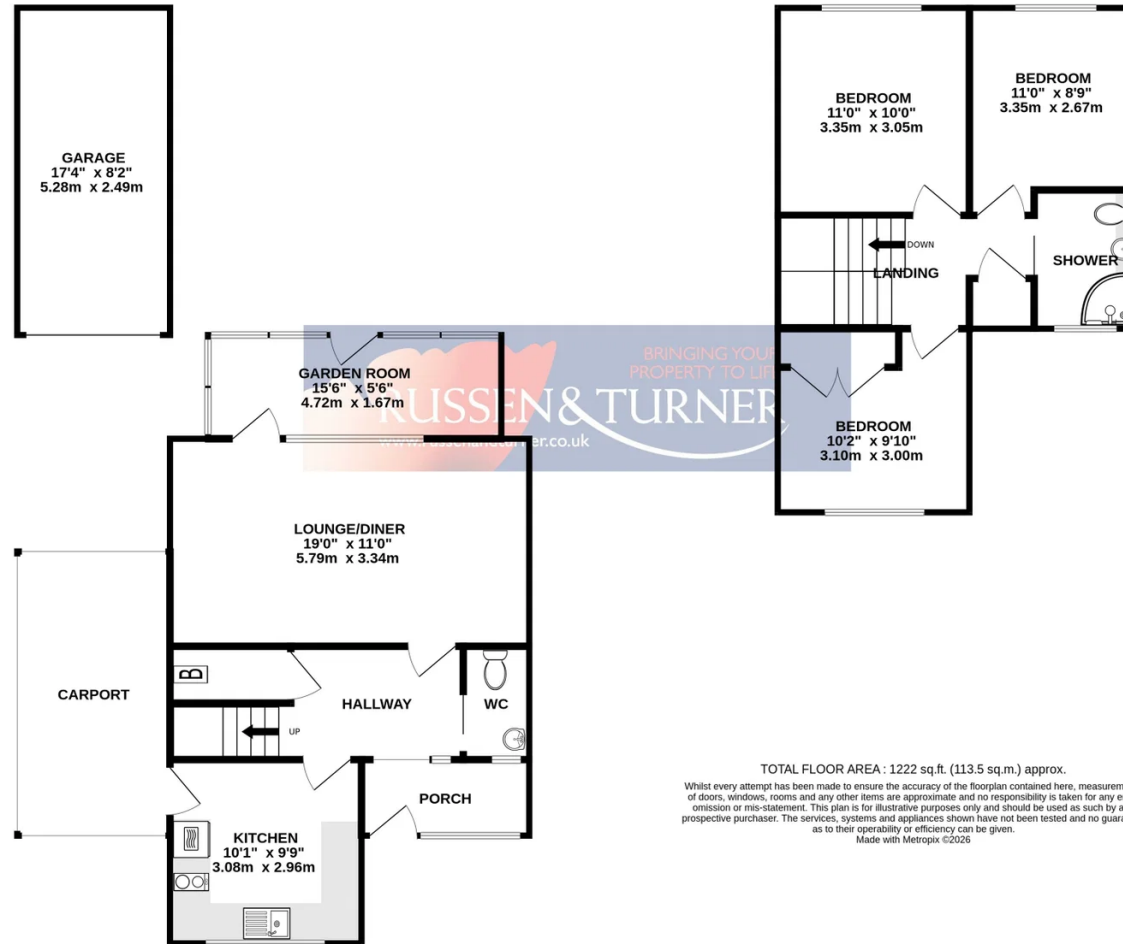 GARAGE
17'4" x 8'2"
5.28m x 2.49m
GARDEN ROOM
15'6" x 5'6"
4.72m x 1.67m
BRINGING YOUR
PROPERTY TO LIFE
RUSSEN & TURNER
www.russenandturner.co.uk
LOUNGE/DINER
19'0" x 11'0"
5.79m x 3.34m
CARPORT
B
HALLWAY
WC
UP
PORCH
KITCHEN
10'1" x 9'9"
3.08m x 2.96m
BEDROOM
11'0" x 10'0"
3.35m x 3.05m
BEDROOM
11'0" x 8'9"
3.35m x 2.67m
DOWN
LANDING
SHOWER
BEDROOM
10'2" x 9'10"
3.10m x 3.00m
TOTAL FLOOR AREA : 1222 sq.ft. (113.5 sq.m.) approx.
Whilst every attempt has been made to ensure the accuracy of the floorplan contained here,
of doors, windows, rooms and any other items are approximate and no responsibility is taken for any
omission or mis-statement. This plan is for illustrative purposes only and should be used as such by
prospective purchaser. The services, systems and appliances shown have not been tested and no
as to their operability or efficiency can be given.
Made with Metropix ©2026